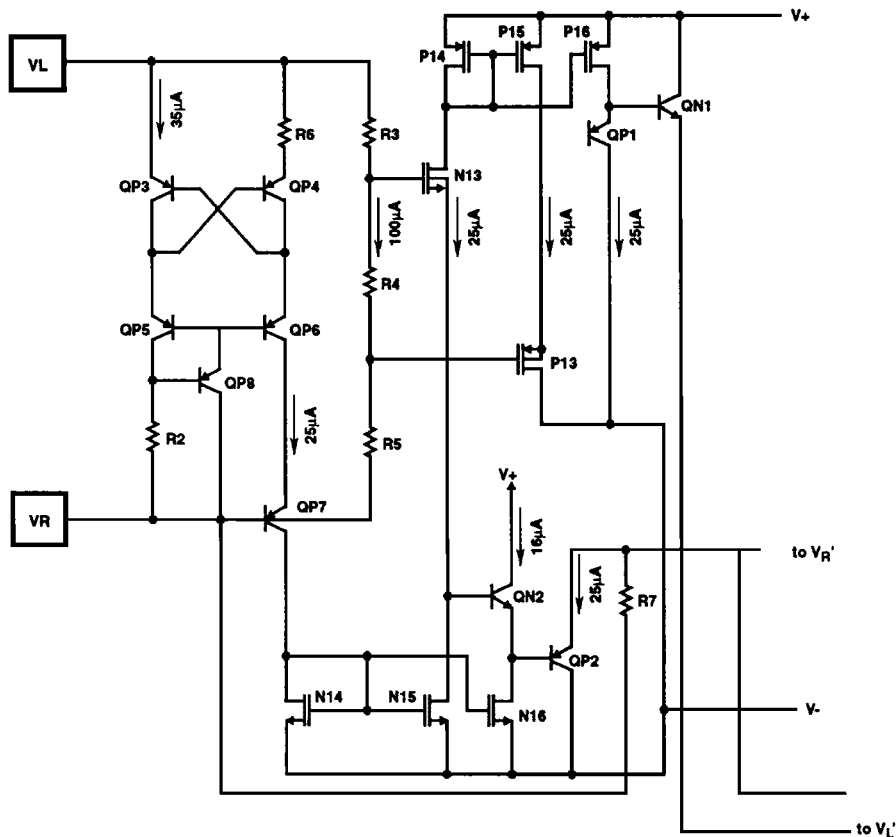 V+
P14
P15
P16
VL
35µA
R6
R3
QP1
QN1
QP3
QP4
N13
100µA
25µA
25µA
25µA
R4
QP5
QP6
P13
QP8
R2
25µA
R5
V+
VR
QP7
16µA
to VR'
25µA
R7
QN2
QP2
N14
N15
N16
V-
to VL'